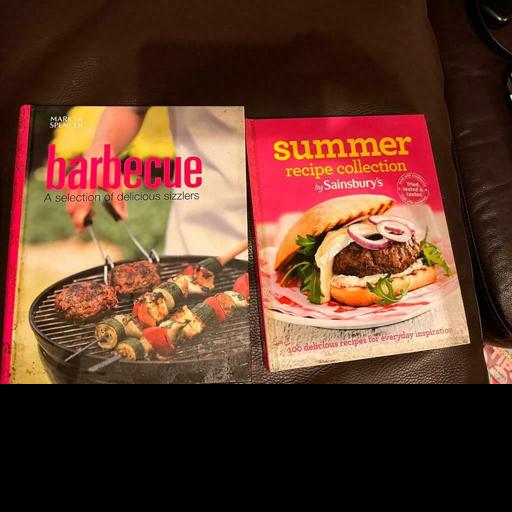 MARKS &
SPENCER
barbecue
A selection of delicious sizzlers
summer
recipe collection
by Sainsbury's
Tried,
tested &
tasted
100 delicious recipes for everyday inspiration